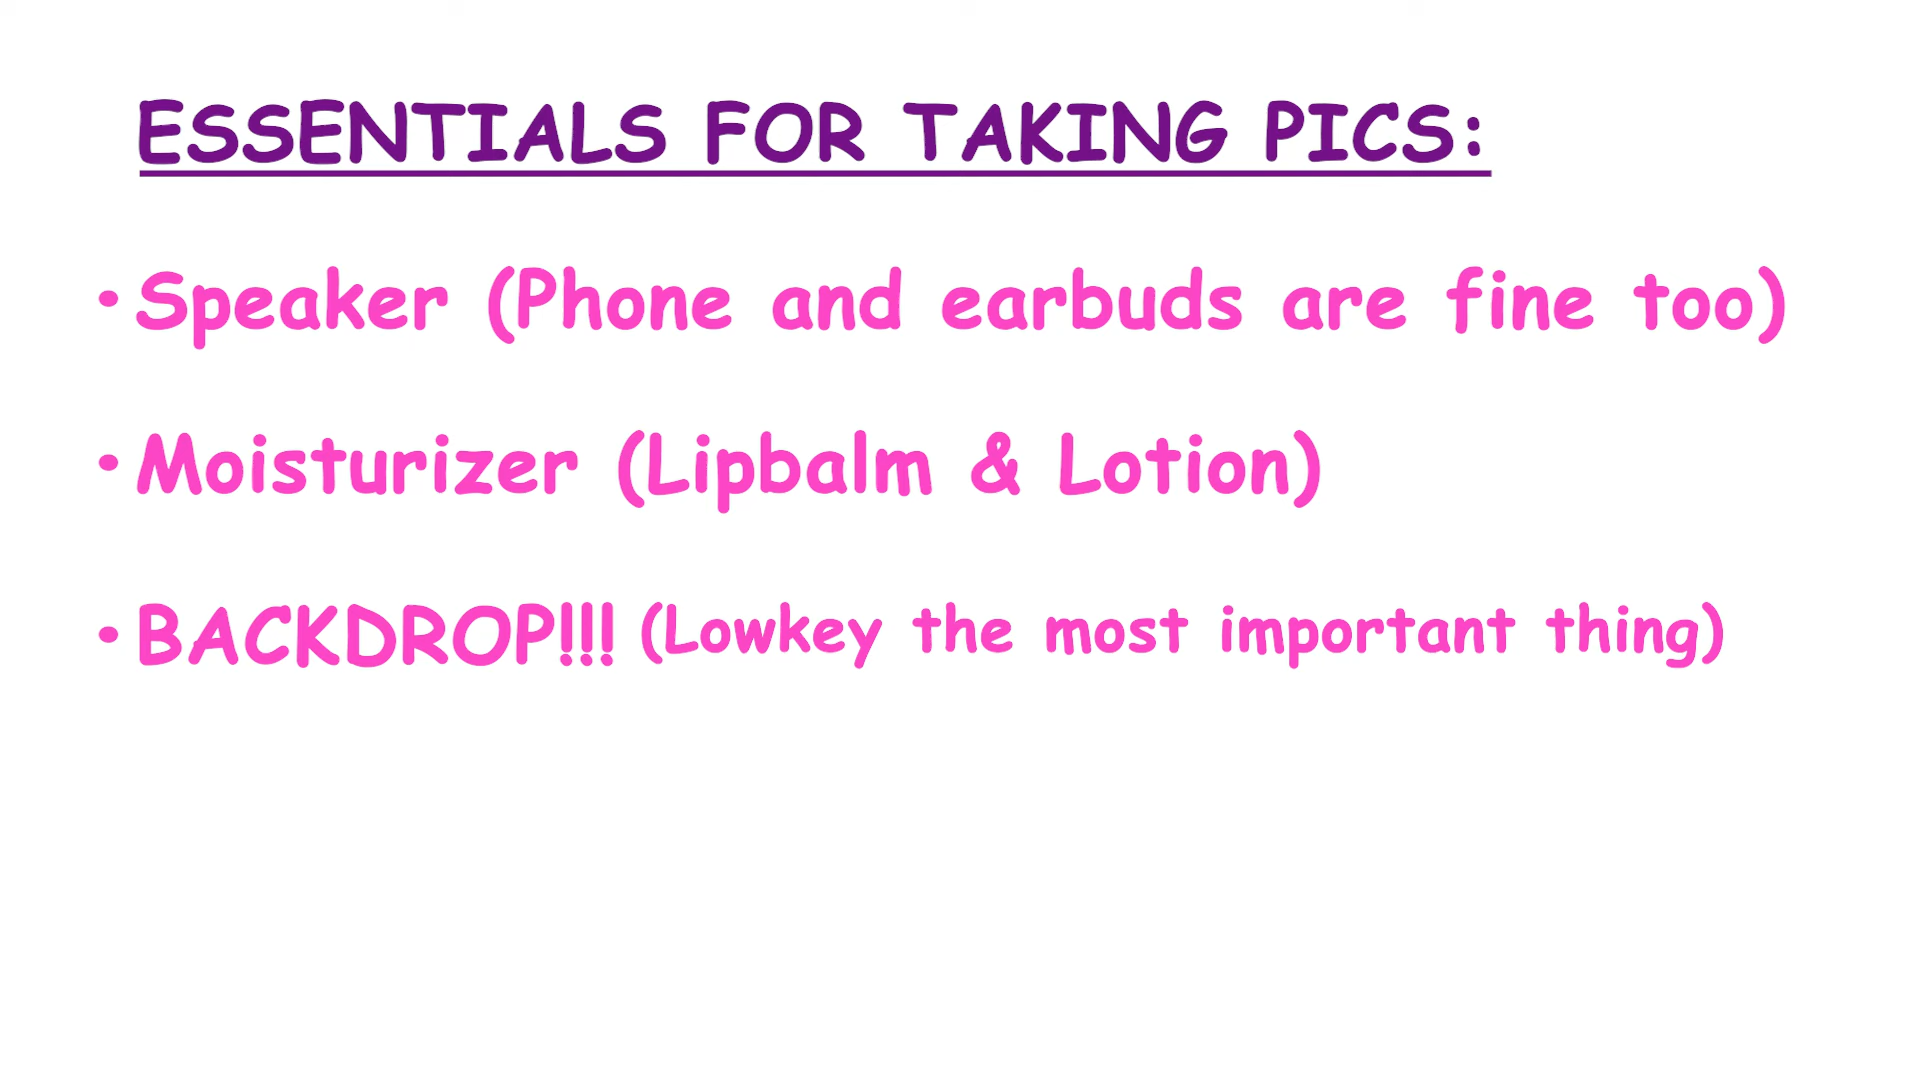 ESSENTIALS FOR TAKING PICS:
• Speaker (Phone and earbuds are fine too)
• Moisturizer (Lipbalm & Lotion)
• BACKDROP!!! (Lowkey the most important thing)